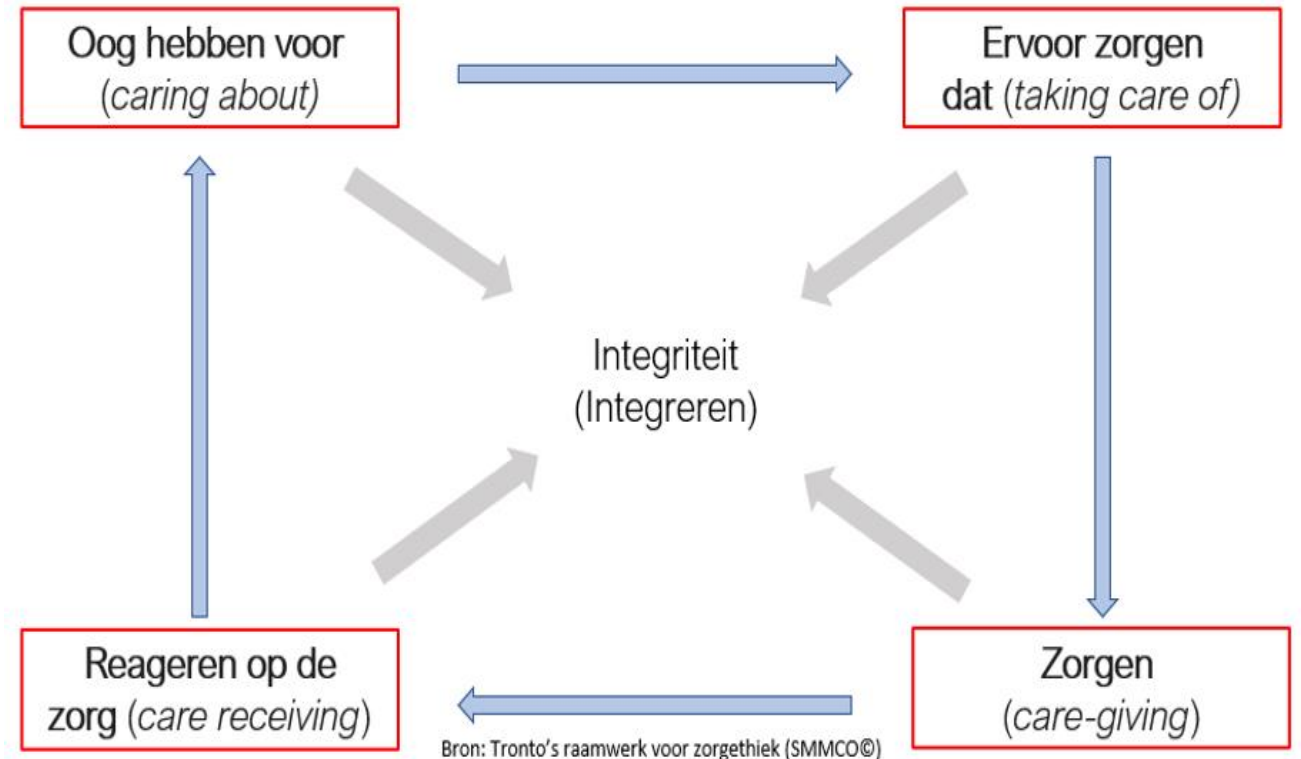 Oog hebben voor
(caring about)
Ervoor zorgen
dat (taking care of)
Integriteit
(Integreren)
Reageren op de
zorg (care receiving)
Zorgen
(care-giving)
Bron: Tronto's raamwerk voor zorgethiek (SMMCO©)